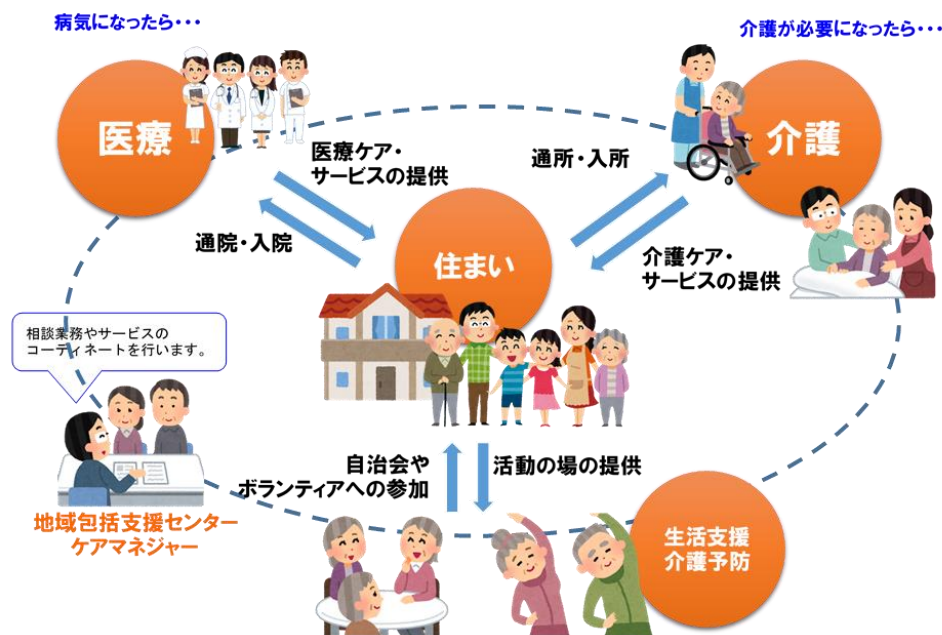 病気になったら・・・
介護が必要になったら・・・
医療
介護
医療ケア・
サービスの提供
通所・入所
通院・入院
住まい
介護ケア・
サービスの提供
相談業務やサービスの
コーディネートを行います。
地域包括支援センター
ケアマネジャー
自治会や
ボランティアへの参加
活動の場の提供
生活支援
介護予防